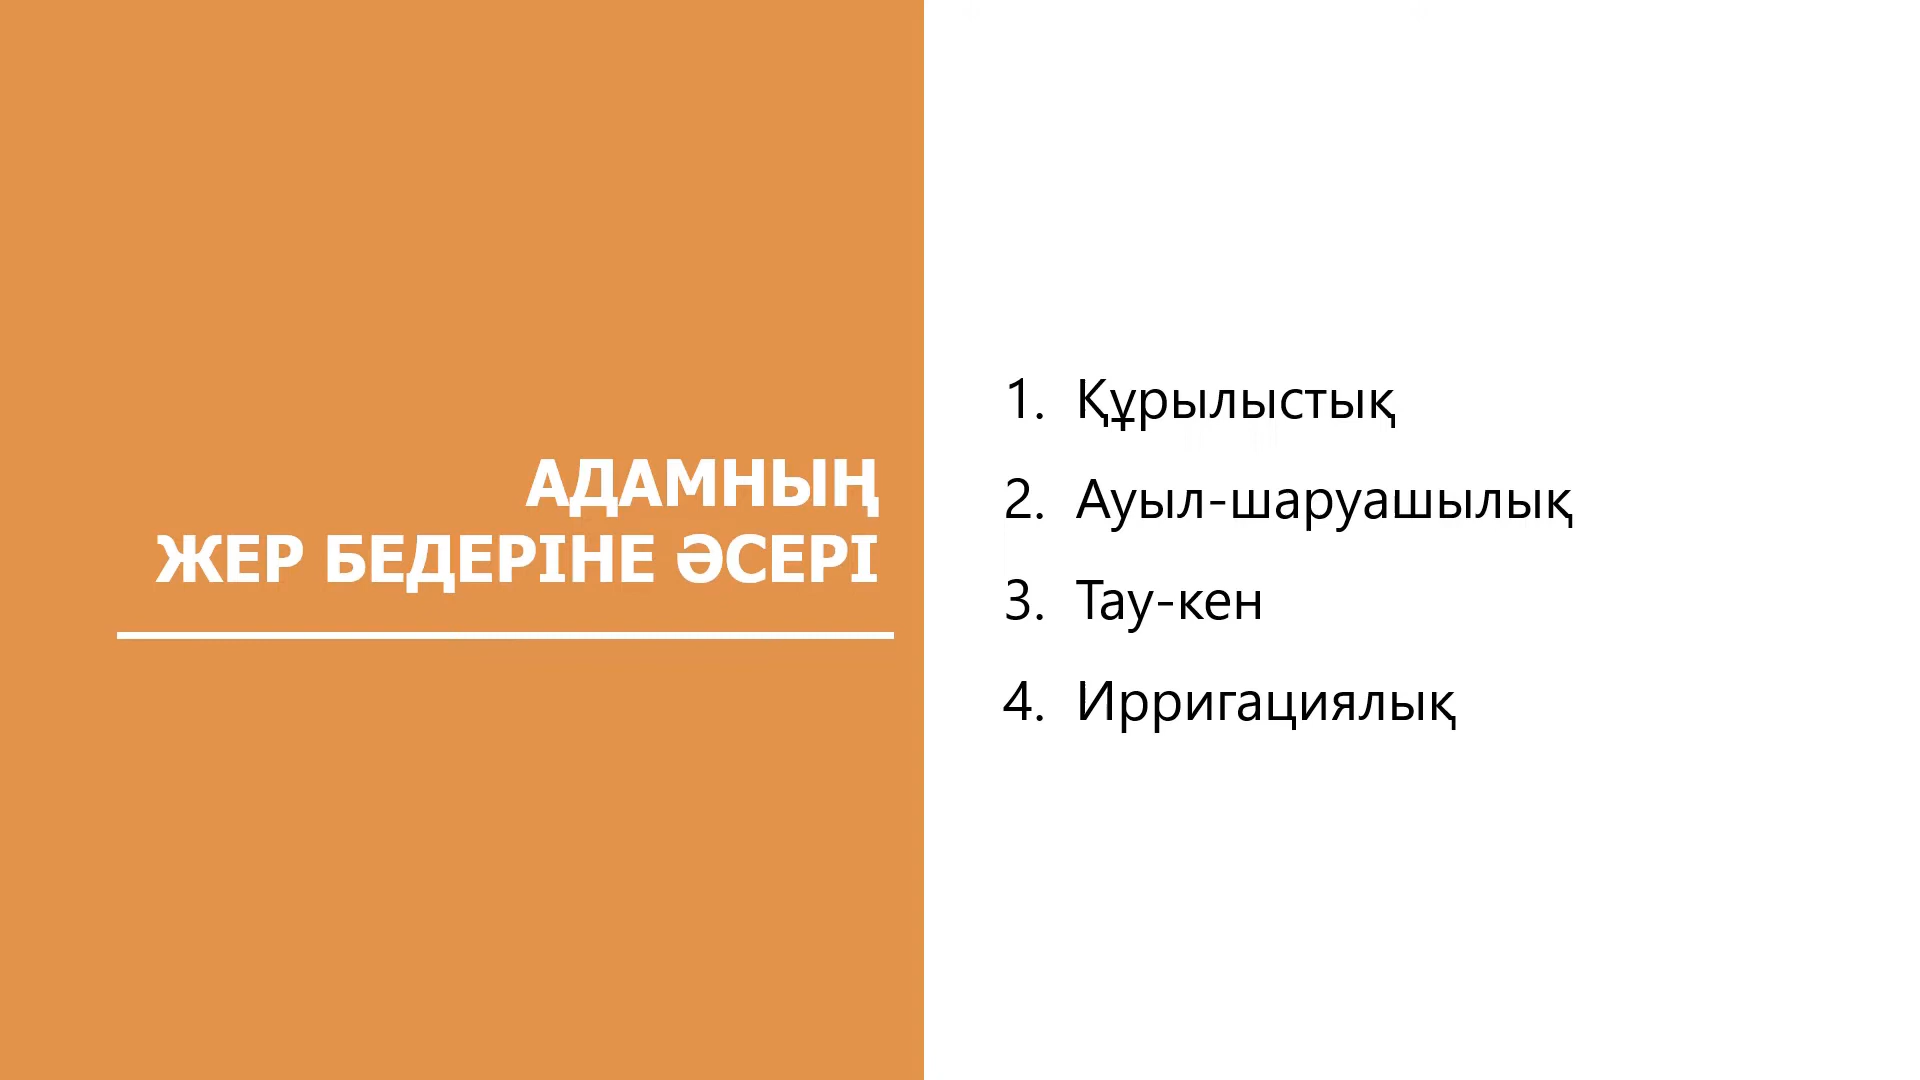 АДАМНЫҢ
ЖЕР БЕДЕРІНЕ ӘСЕРІ
1. Құрылыстық
2. Ауыл-шаруашылық
3. Тау-кен
4. Ирригациялық